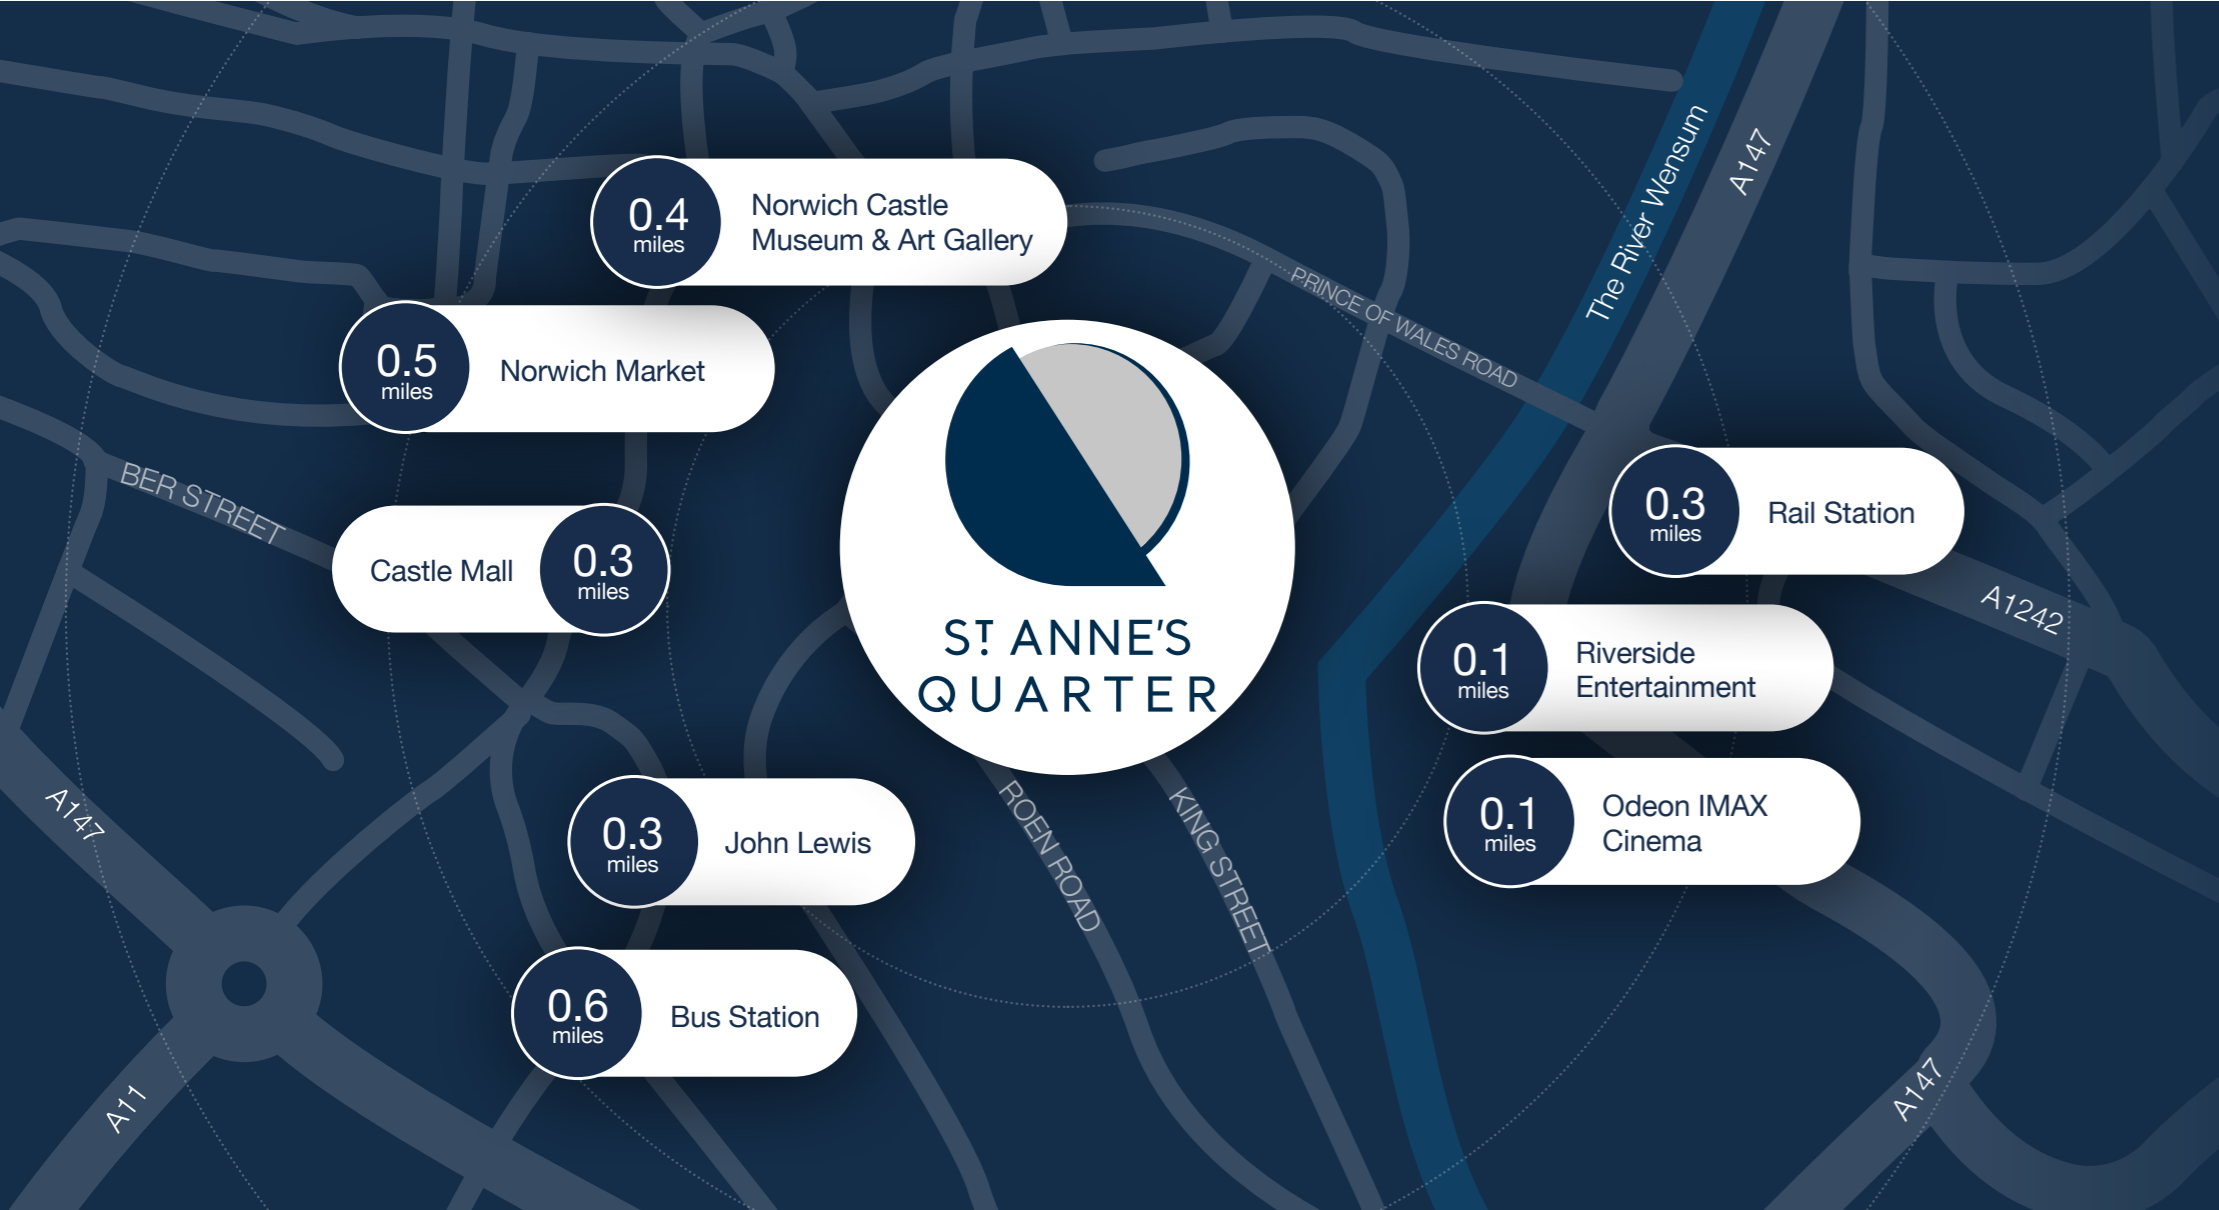 The River Wensum
A147
0.4
miles
Norwich Castle
Museum & Art Gallery
PRINCE OF WALES ROAD
0.5
miles
Norwich Market
BER STREET
0.3
miles
Rail Station
Castle Mall
0.3
miles
A1242
ST ANNE'S
QUARTER
0.1
miles
Riverside
Entertainment
A147
0.3
miles
John Lewis
ROEN ROAD
KING STREET
0.1
miles
Odeon IMAX
Cinema
0.6
miles
Bus Station
A11
A147